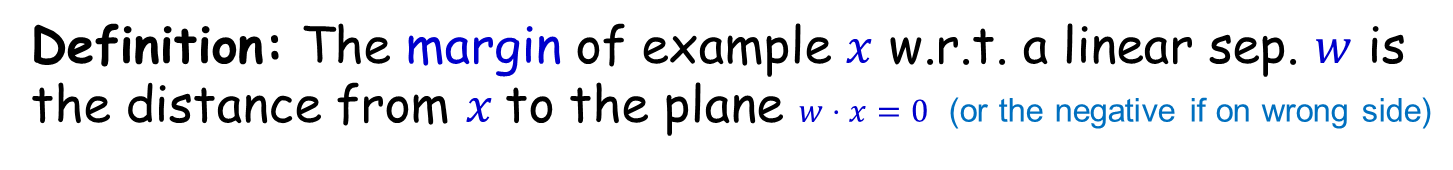 Definition: The margin of example x w.r.t. a linear sep. w is
the distance from x to the plane w · x = 0 (or the negative if on wrong side)